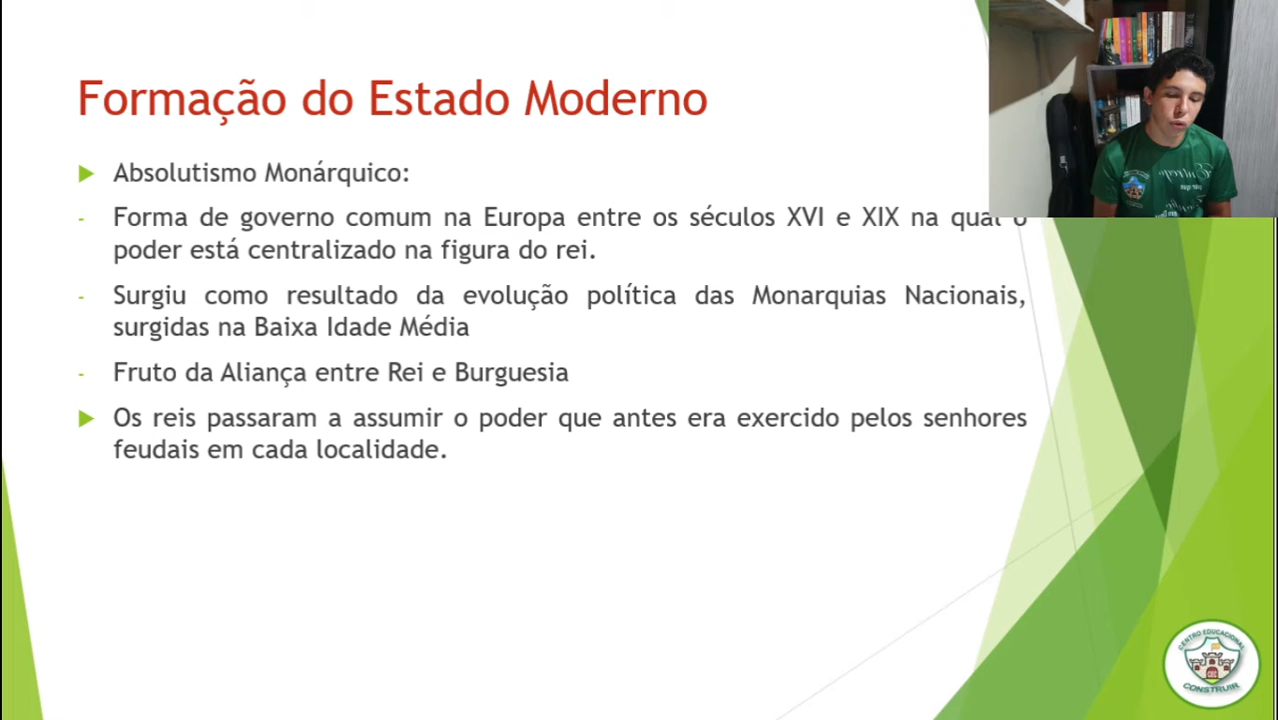 Formação do Estado Moderno
Absolutismo Monárquico:
- Forma de governo comum na Europa entre os séculos XVI e XIX na qual o
poder está centralizado na figura do rei.
- Surgiu como resultado da evolução política das Monarquias Nacionais,
surgidas na Baixa Idade Média
- Fruto da Aliança entre Rei e Burguesia
Os reis passaram a assumir o poder que antes era exercido pelos senhores
feudais em cada localidade.
CENTRO EDUCACIONAL
CEC
CONSTRUIR